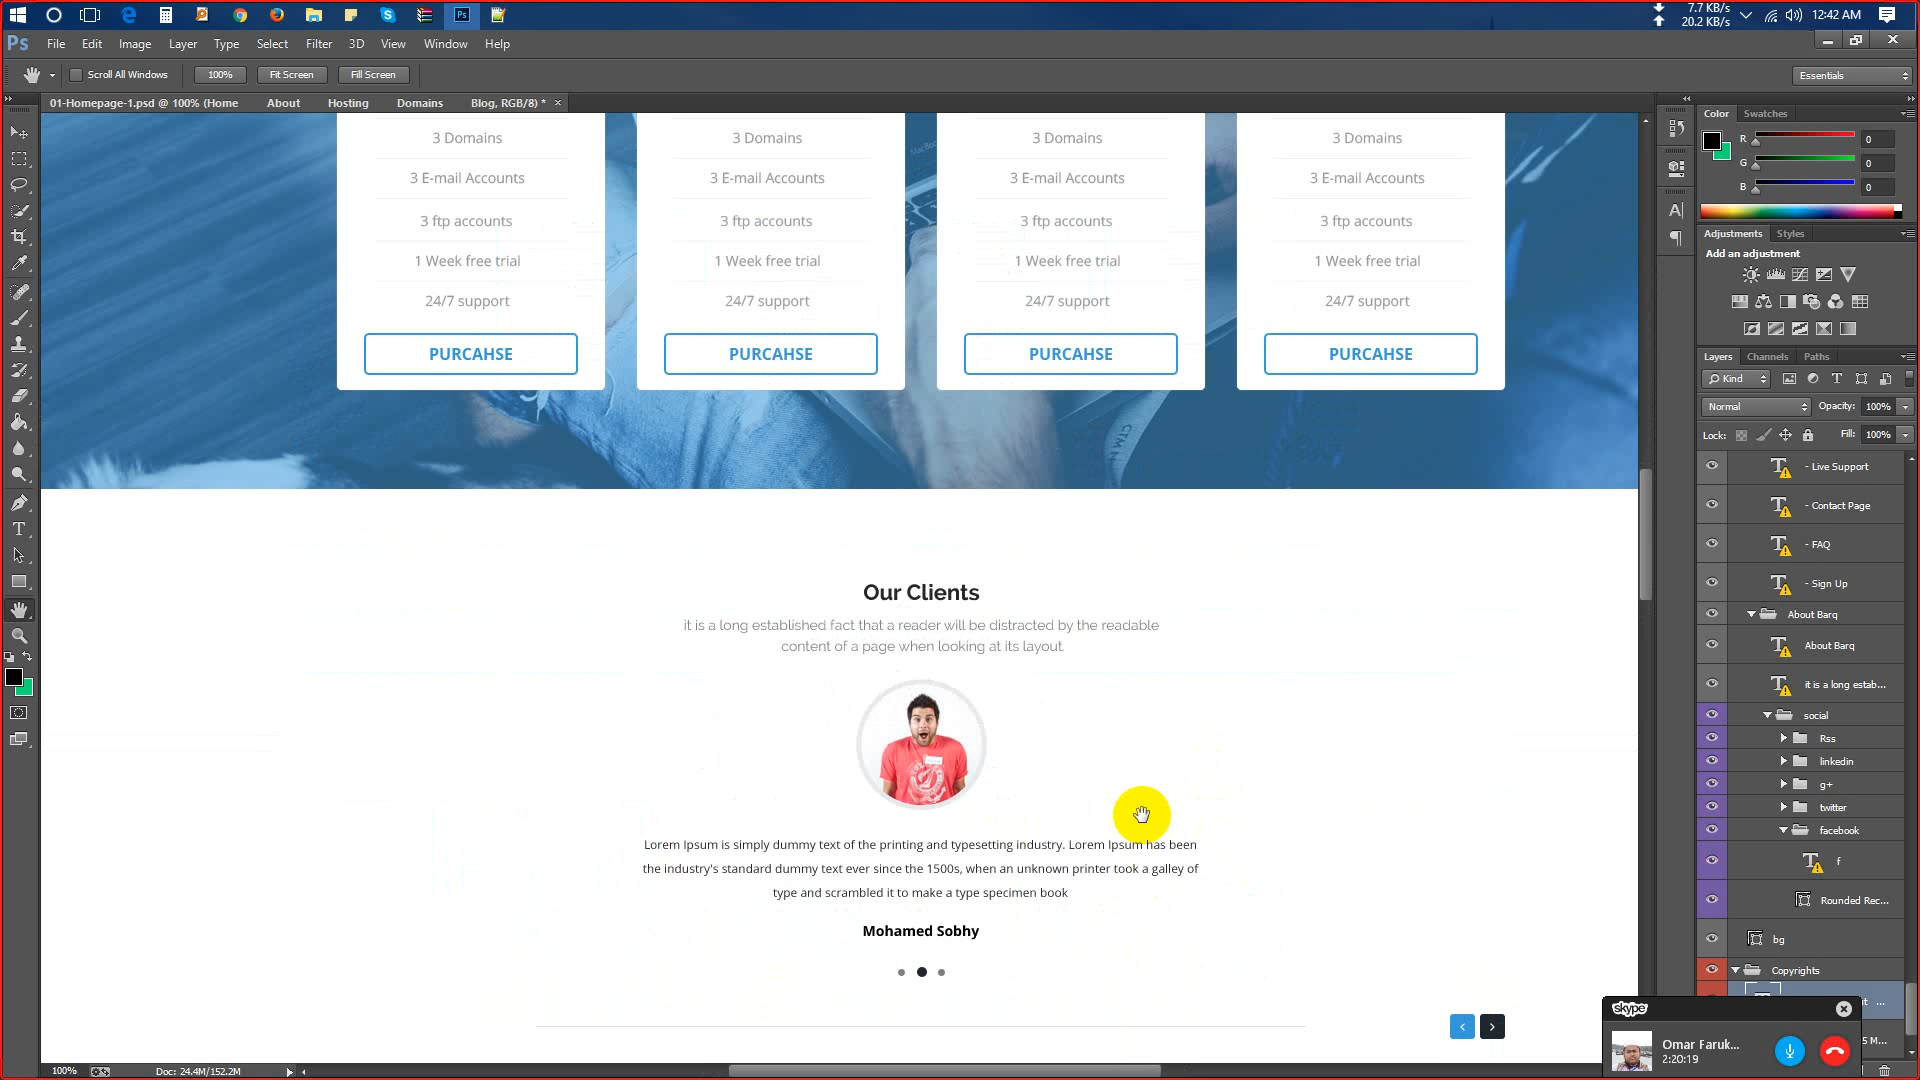 7.7 KB/s
20.2 KB/s
12:42 AM
Ps
File Edit Image Layer Type Select Filter 3D View Window Help
Scroll All Windows 100% Fit Screen Fill Screen Essentials
01-Homepage-1.psd @ 100% (Home About Hosting Domains Blog, RGB/8) *
3 Domains 3 Domains 3 Domains 3 Domains
3 E-mail Accounts 3 E-mail Accounts 3 E-mail Accounts 3 E-mail Accounts
3 ftp accounts 3 ftp accounts 3 ftp accounts 3 ftp accounts
1 Week free trial 1 Week free trial 1 Week free trial 1 Week free trial
24/7 support 24/7 support 24/7 support 24/7 support
PURCAHSE PURCAHSE PURCAHSE PURCAHSE
Our Clients
it is a long established fact that a reader will be distracted by the readable
content of a page when looking at its layout.
Lorem Ipsum is simply dummy text of the printing and typesetting industry. Lorem Ipsum has been
the industry's standard dummy text ever since the 1500s, when an unknown printer took a galley of
type and scrambled it to make a type specimen book
Mohamed Sobhy
Color Swatches
R 0
G 0
B 0
Adjustments Styles
Add an adjustment
Layers Channels Paths
Kind
Normal Opacity: 100%
Lock: Fill: 100%
- Live Support
- Contact Page
- FAQ
- Sign Up
About Barq
About Barq
it is a long estab...
social
Rss
linkedin
g+
twitter
facebook
f
Rounded Rec...
bg
Copyrights
skype
Omar Faruk...
2:20:19
100% Doc: 24.4M/152.2M